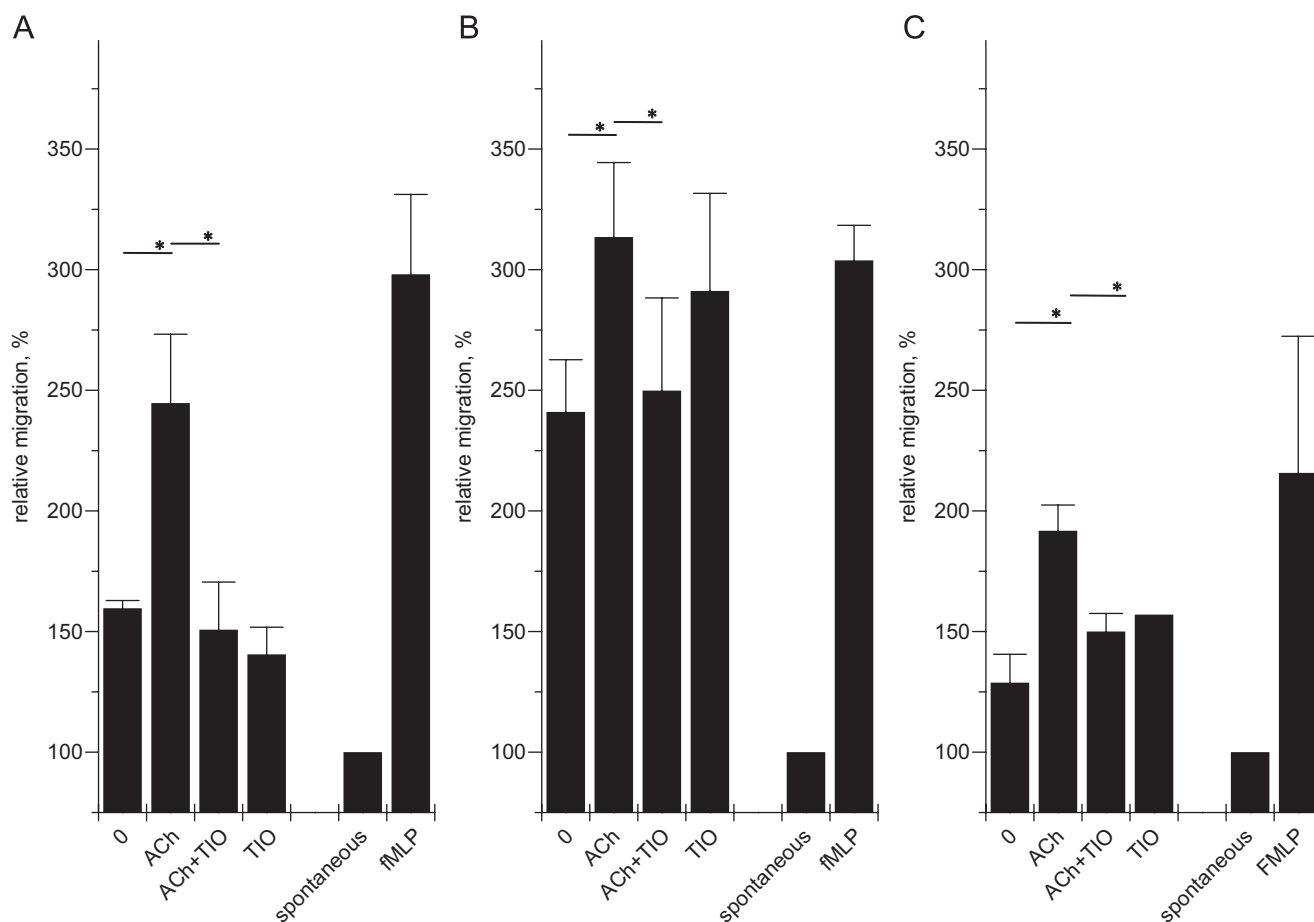 A
relative migration, %
350
300
250
200
150
100
*
*
0
ACh
ACh+TIO
TIO
spontaneous
fMLP
B
relative migration, %
350
300
250
200
150
100
*
*
0
ACh
ACh+TIO
TIO
spontaneous
fMLP
C
relative migration, %
350
300
250
200
150
100
*
*
0
ACh
ACh+TIO
TIO
spontaneous
FMLP